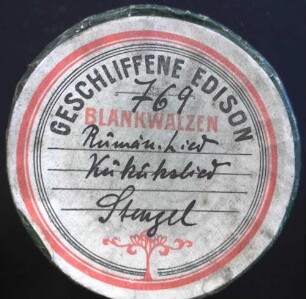 GESCHLIFFENE EDISON
769
BLANKWALZEN
Rumän. Lied
Kukukslied
Stengel